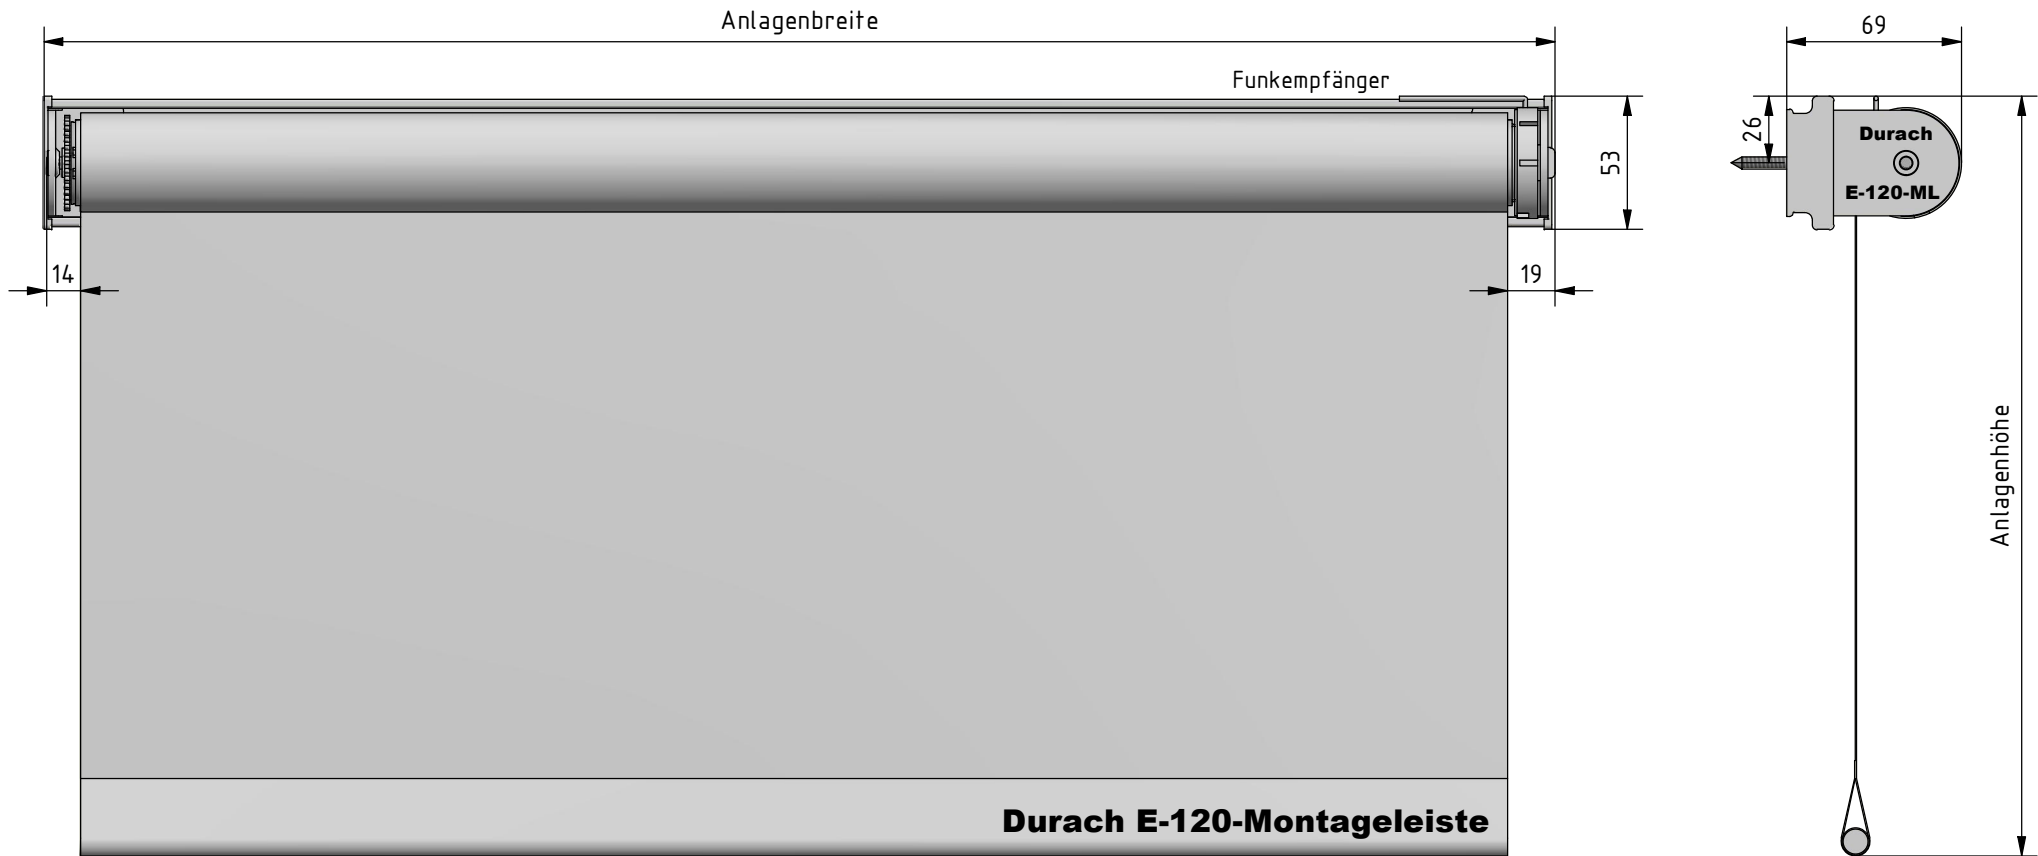 Anlagenbreite
69
Funkempfänger
26
53
Durach
E-120-ML
14
19
Anlagenhöhe
Durach E-120-Montageleiste